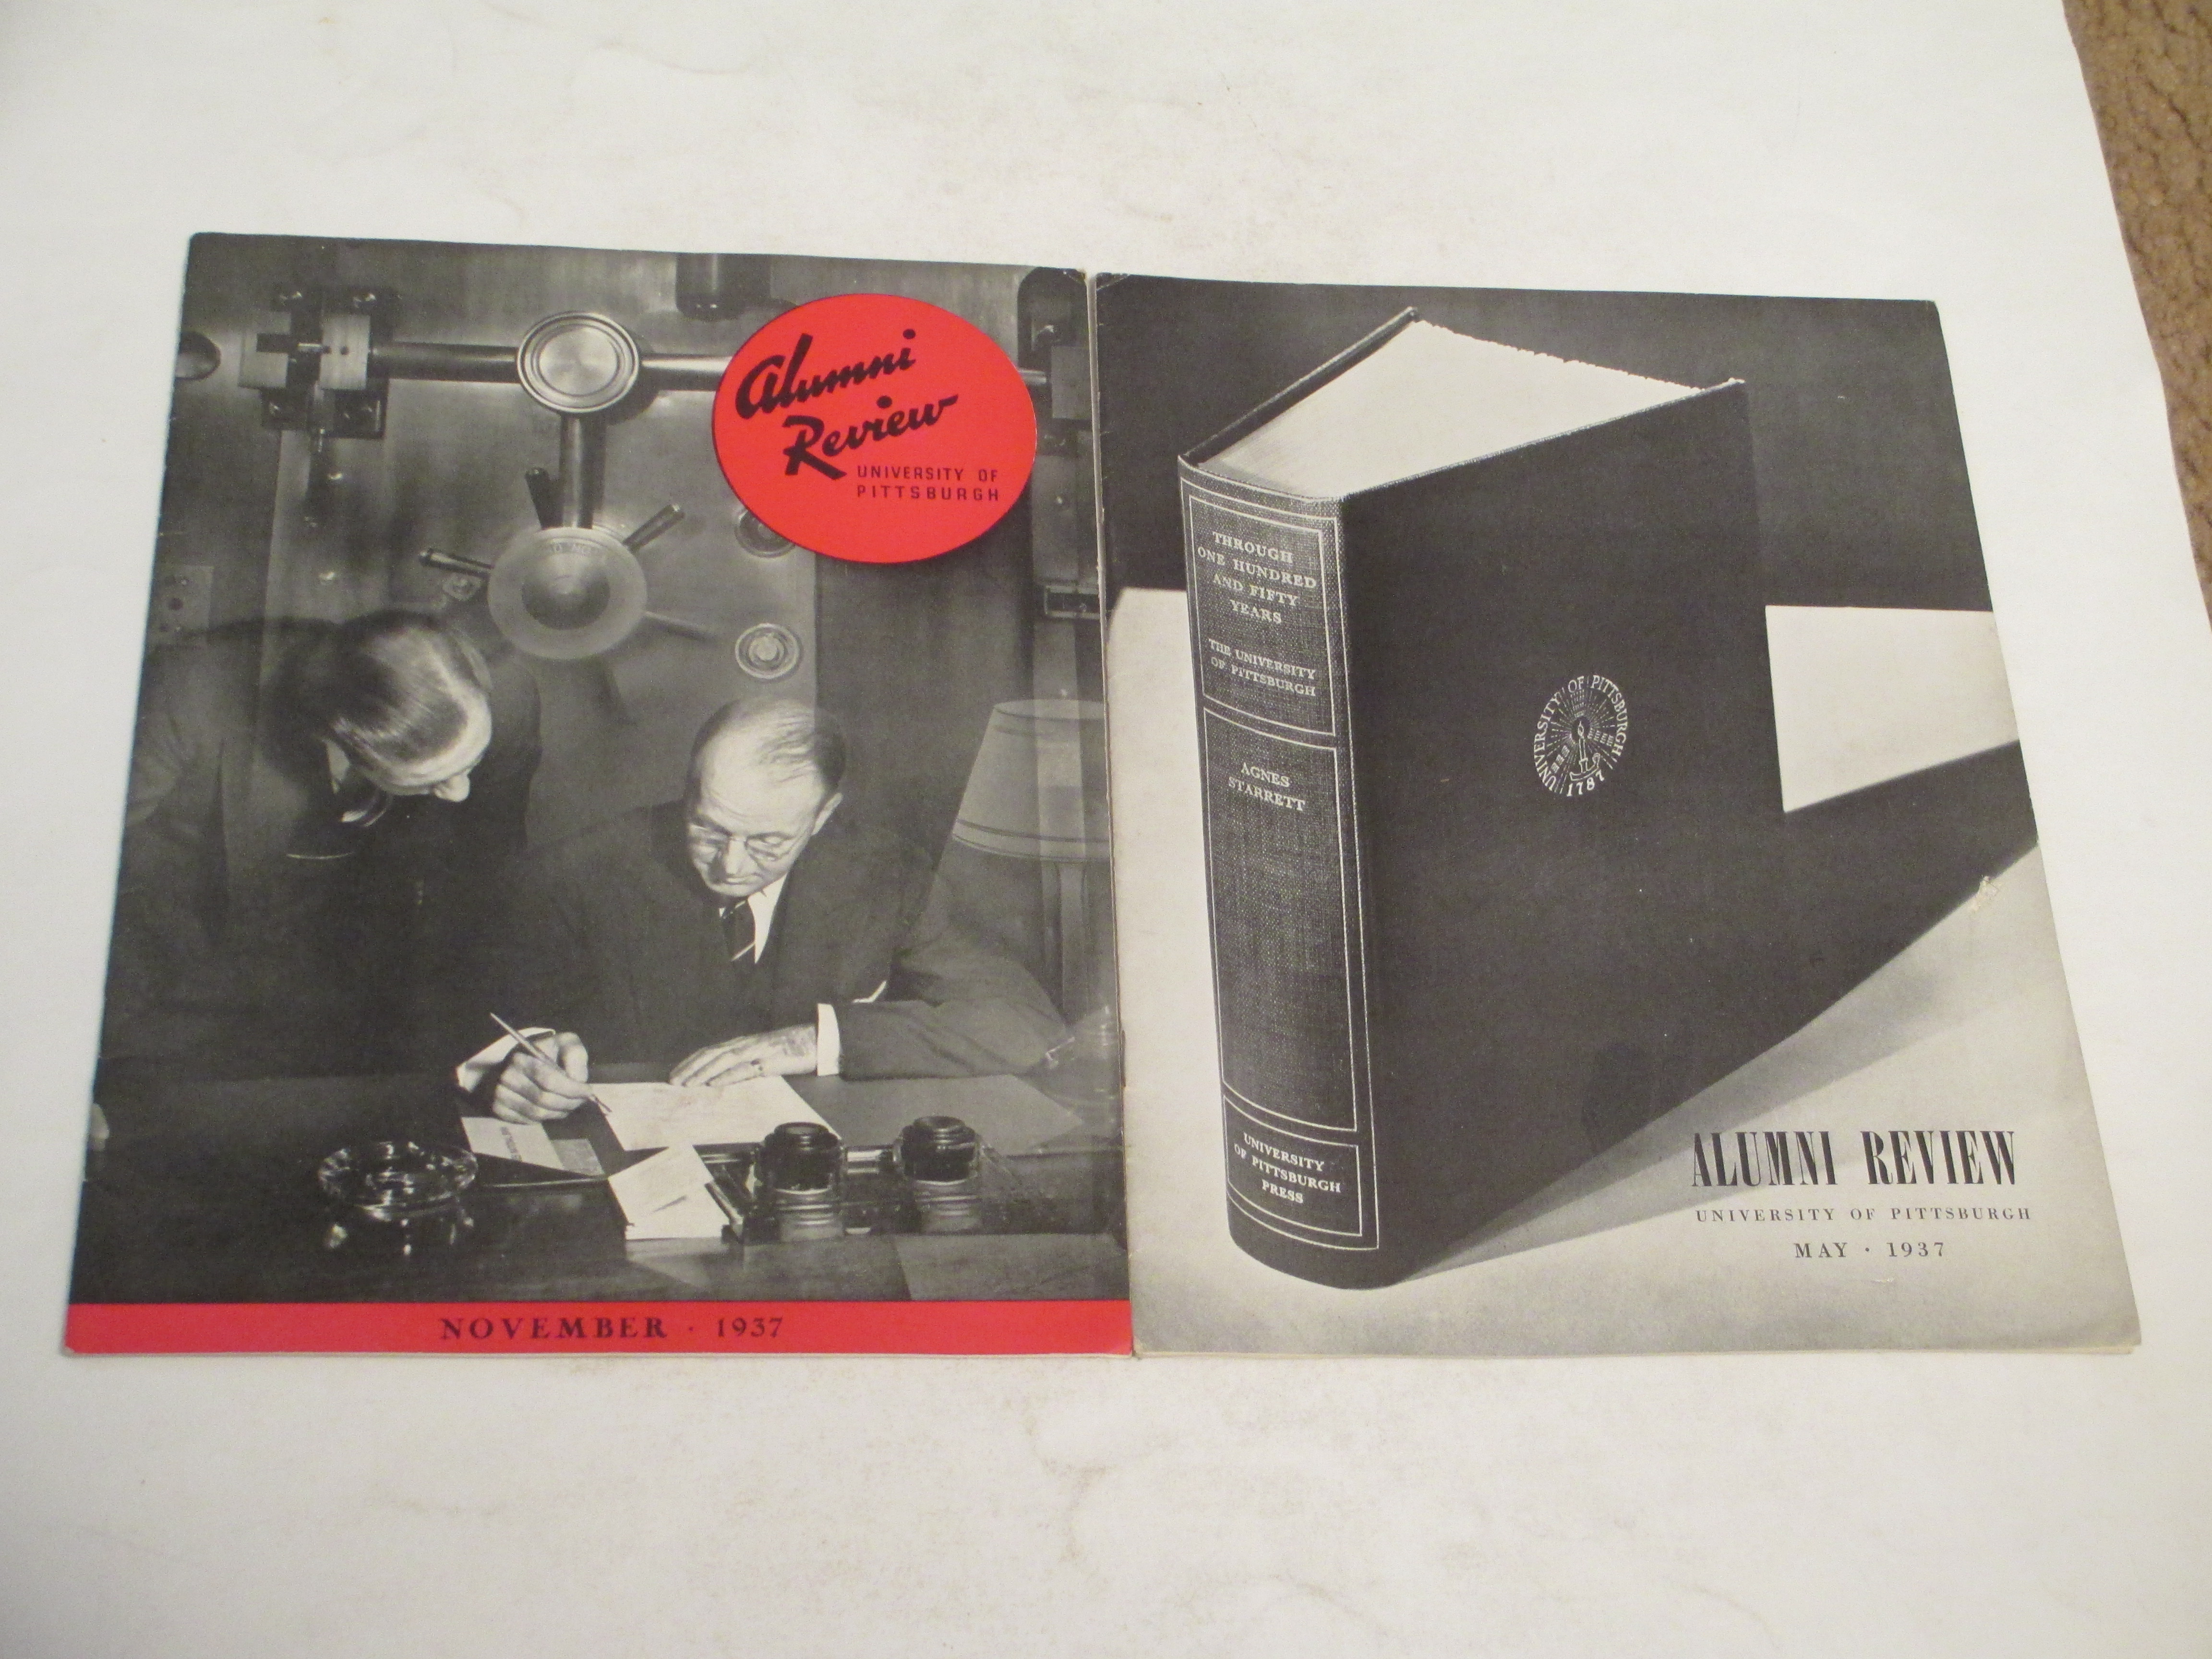 Alumni
Review
UNIVERSITY OF
PITTSBURGH
NOVEMBER · 1937
THROUGH
ONE HUNDRED
AND FIFTY
YEARS
THE UNIVERSITY
OF PITTSBURGH
AGNES
STARRETT
UNIVERSITY
OF PITTSBURGH
PRESS
UNIVERSITY OF PITTSBURGH
1787
ALUMNI REVIEW
UNIVERSITY OF PITTSBURGH
MAY · 1937